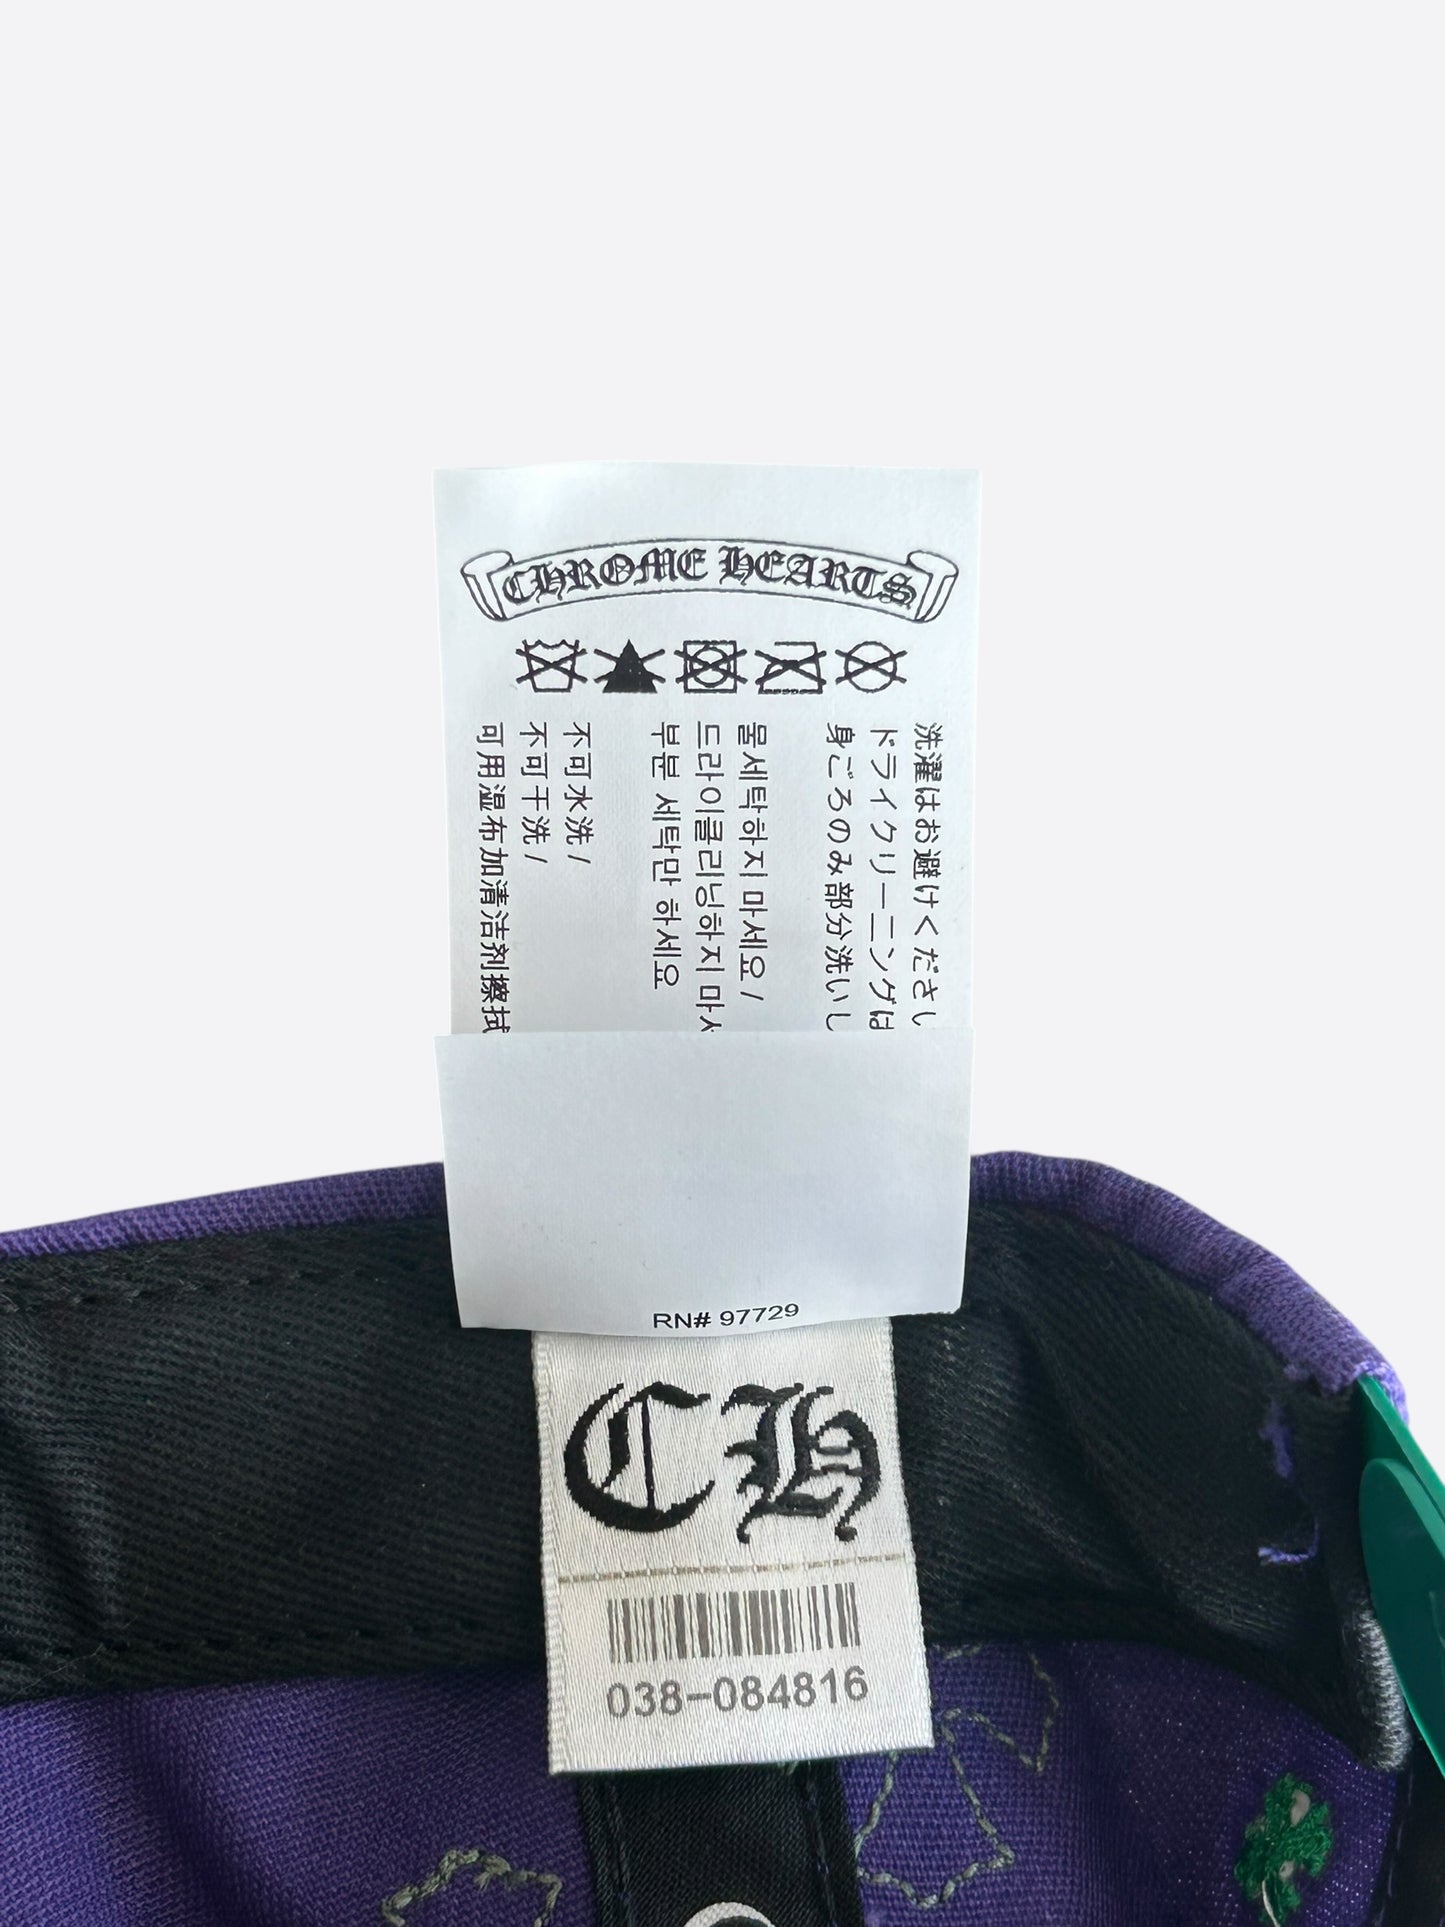 CHROME HEARTS
洗濯はお避けくださ
ドライクリーニングは
身ごろのみ部分洗いし
물세탁하지 마세요 /
드라이클리닝하지 마
부분 세탁만 하세요
不可水洗 /
不可干洗 /
可用湿布加清洁剂擦拭
RN# 97729
CH
038-084816